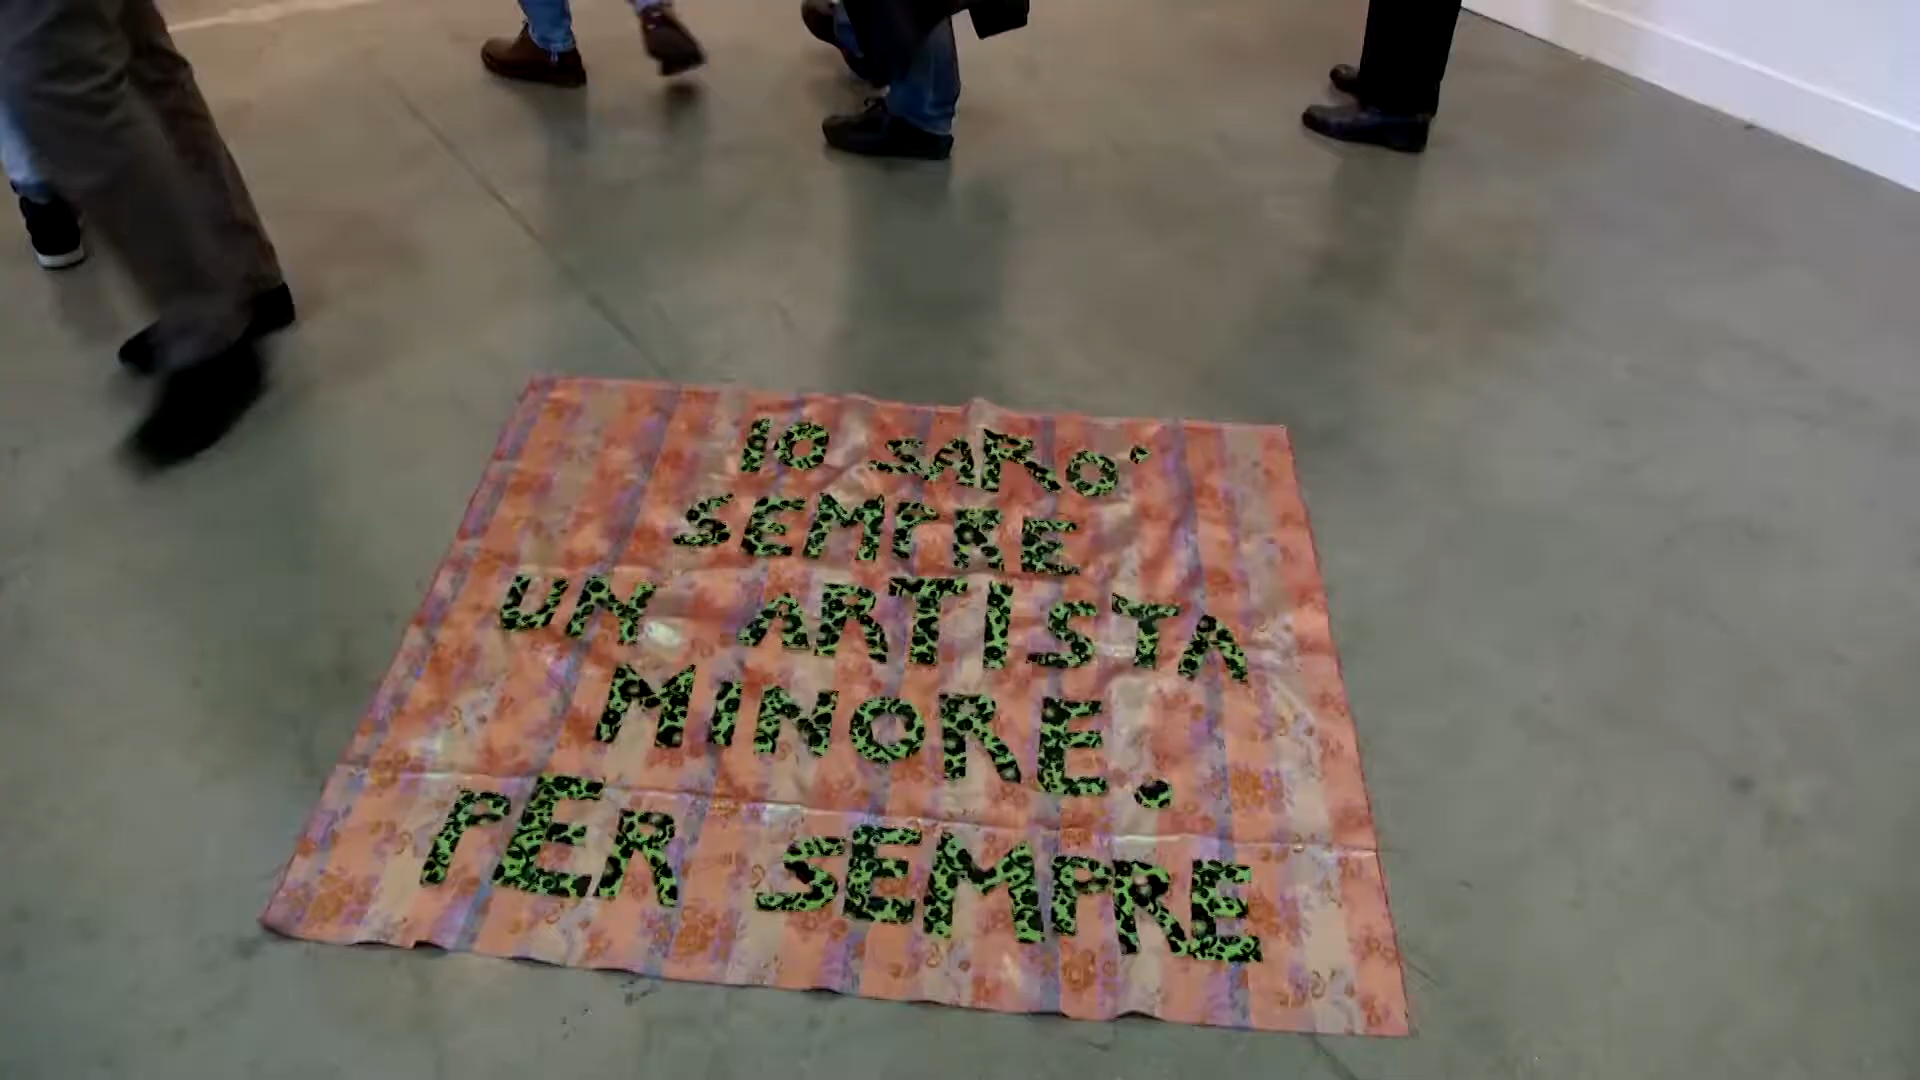 IO SARO'
SEMPRE
UN ARTISTA
MINORE.
PER SEMPRE